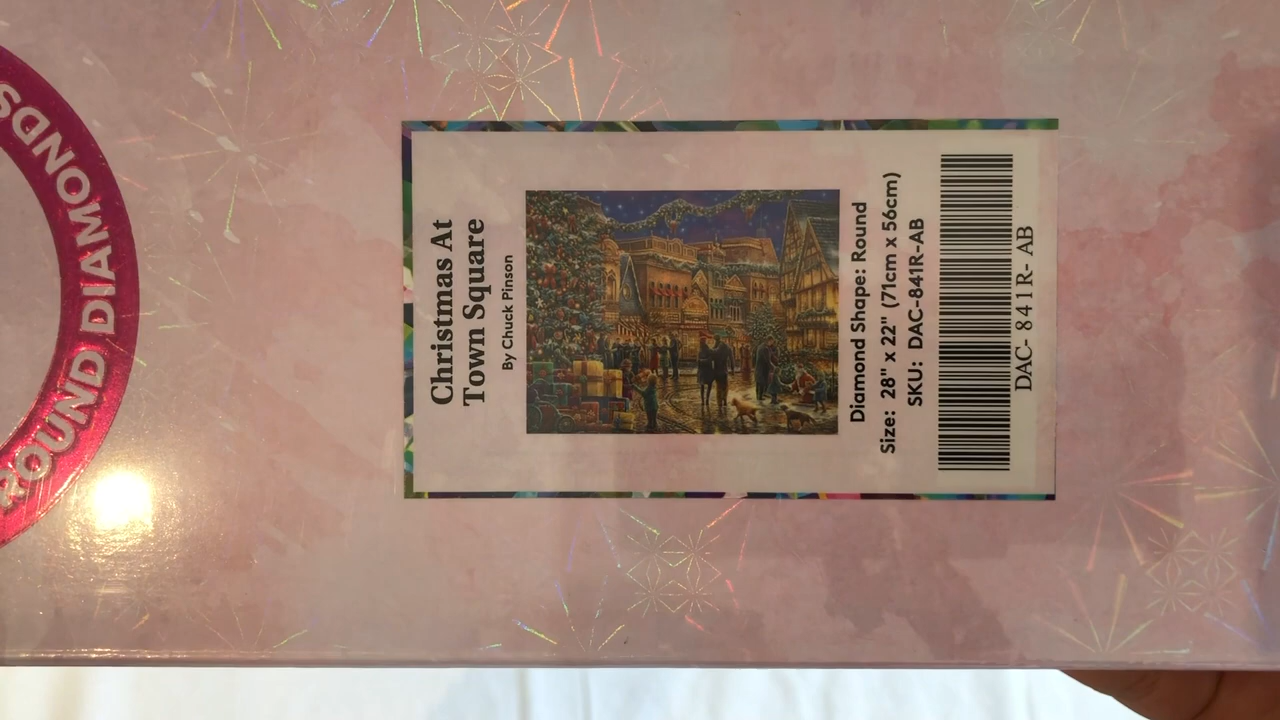 ROUND DIAMONDS
Christmas At
Town Square
By Chuck Pinson
Diamond Shape: Round
Size: 28" x 22" (71cm x 56cm)
SKU: DAC-841R-AB
DAC- 841R- AB